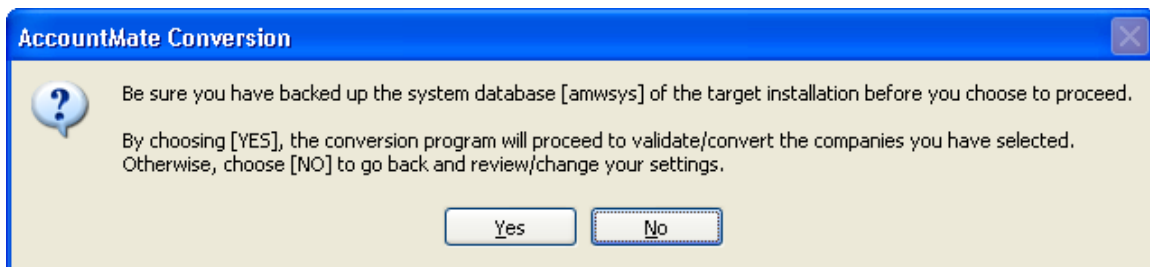 AccountMate Conversion
Be sure you have backed up the system database [amwsys] of the target installation before you choose to proceed.
By choosing [YES], the conversion program will proceed to validate/convert the companies you have selected.
Otherwise, choose [NO] to go back and review/change your settings.
Yes No